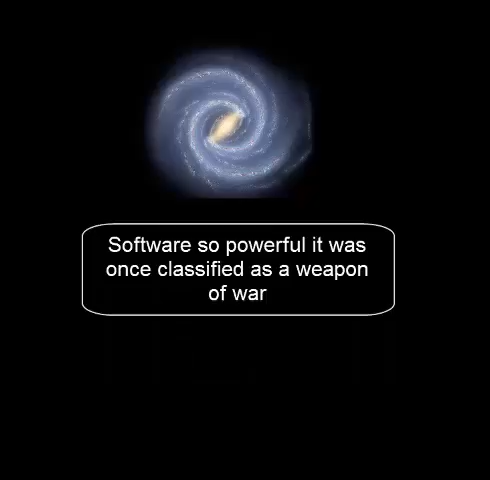 Software so powerful it was
once classified as a weapon
of war